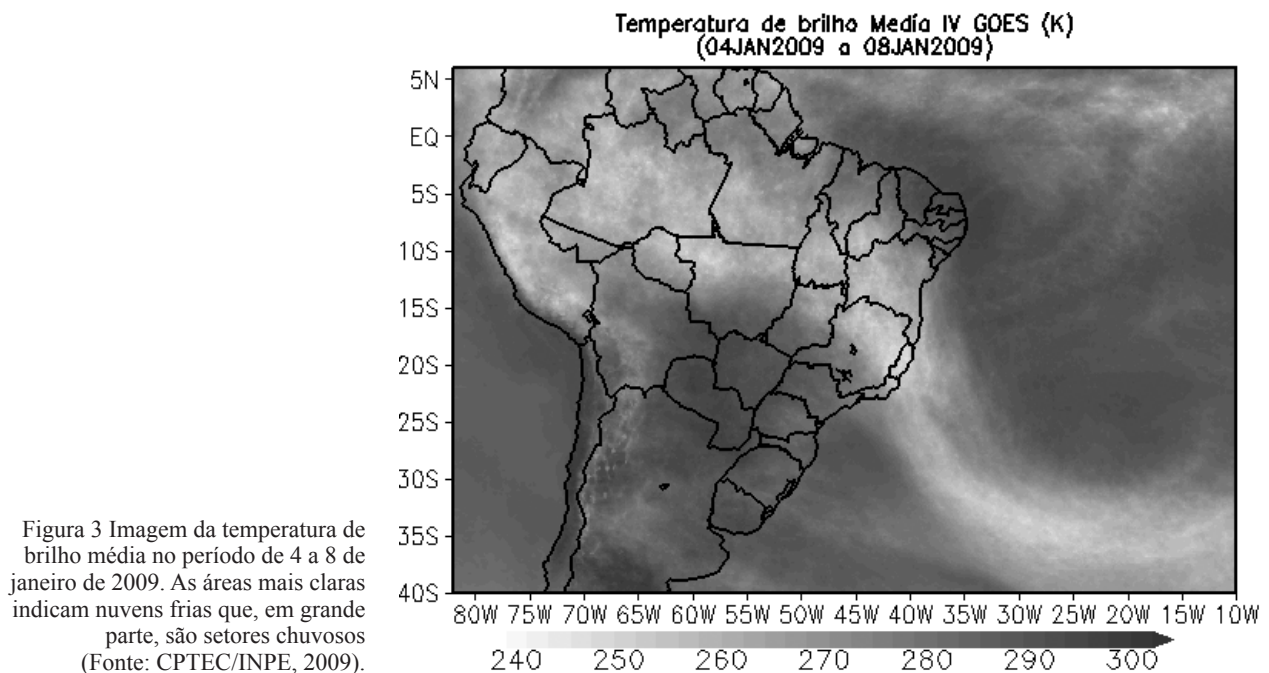 Temperatura de brilho Media IV GOES (K)
(04JAN2009 a 08JAN2009)
5N
EQ
5S
10S
15S
20S
25S
30S
35S
40S
80W 75W 70W 65W 60W 55W 50W 45W 40W 35W 30W 25W 20W 15W 10W
240 250 260 270 280 290 300
Figura 3 Imagem da temperatura de
brilho média no período de 4 a 8 de
janeiro de 2009. As áreas mais claras
indicam nuvens frias que, em grande
parte, são setores chuvosos
(Fonte: CPTEC/INPE, 2009).